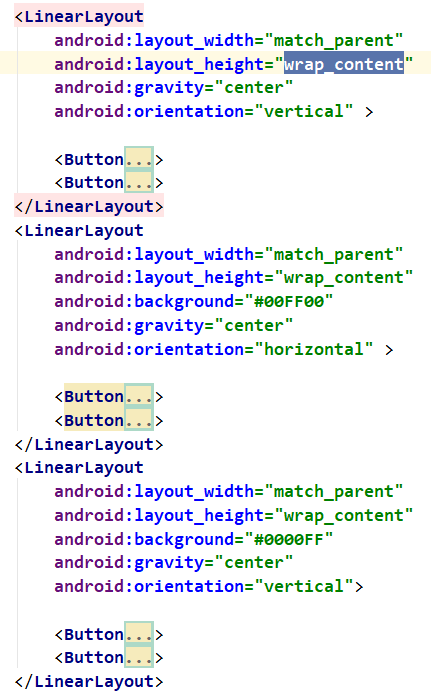 <LinearLayout
    android:layout_width="match_parent"
    android:layout_height="wrap_content"
    android:gravity="center"
    android:orientation="vertical" >

    <Button...>
    <Button...>
</LinearLayout>
<LinearLayout
    android:layout_width="match_parent"
    android:layout_height="wrap_content"
    android:background="#00FF00"
    android:gravity="center"
    android:orientation="horizontal" >

    <Button...>
    <Button...>
</LinearLayout>
<LinearLayout
    android:layout_width="match_parent"
    android:layout_height="wrap_content"
    android:background="#0000FF"
    android:gravity="center"
    android:orientation="vertical">

    <Button...>
    <Button...>
</LinearLayout>